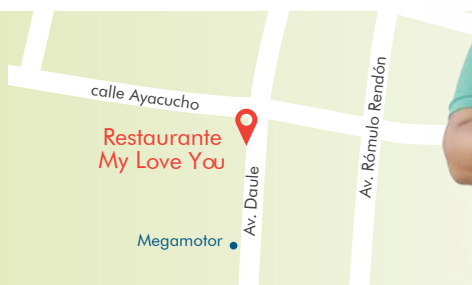 calle Ayacucho
Restaurante
My Love You
Av. Daule
Av. Rómulo Rendón
Megamotor